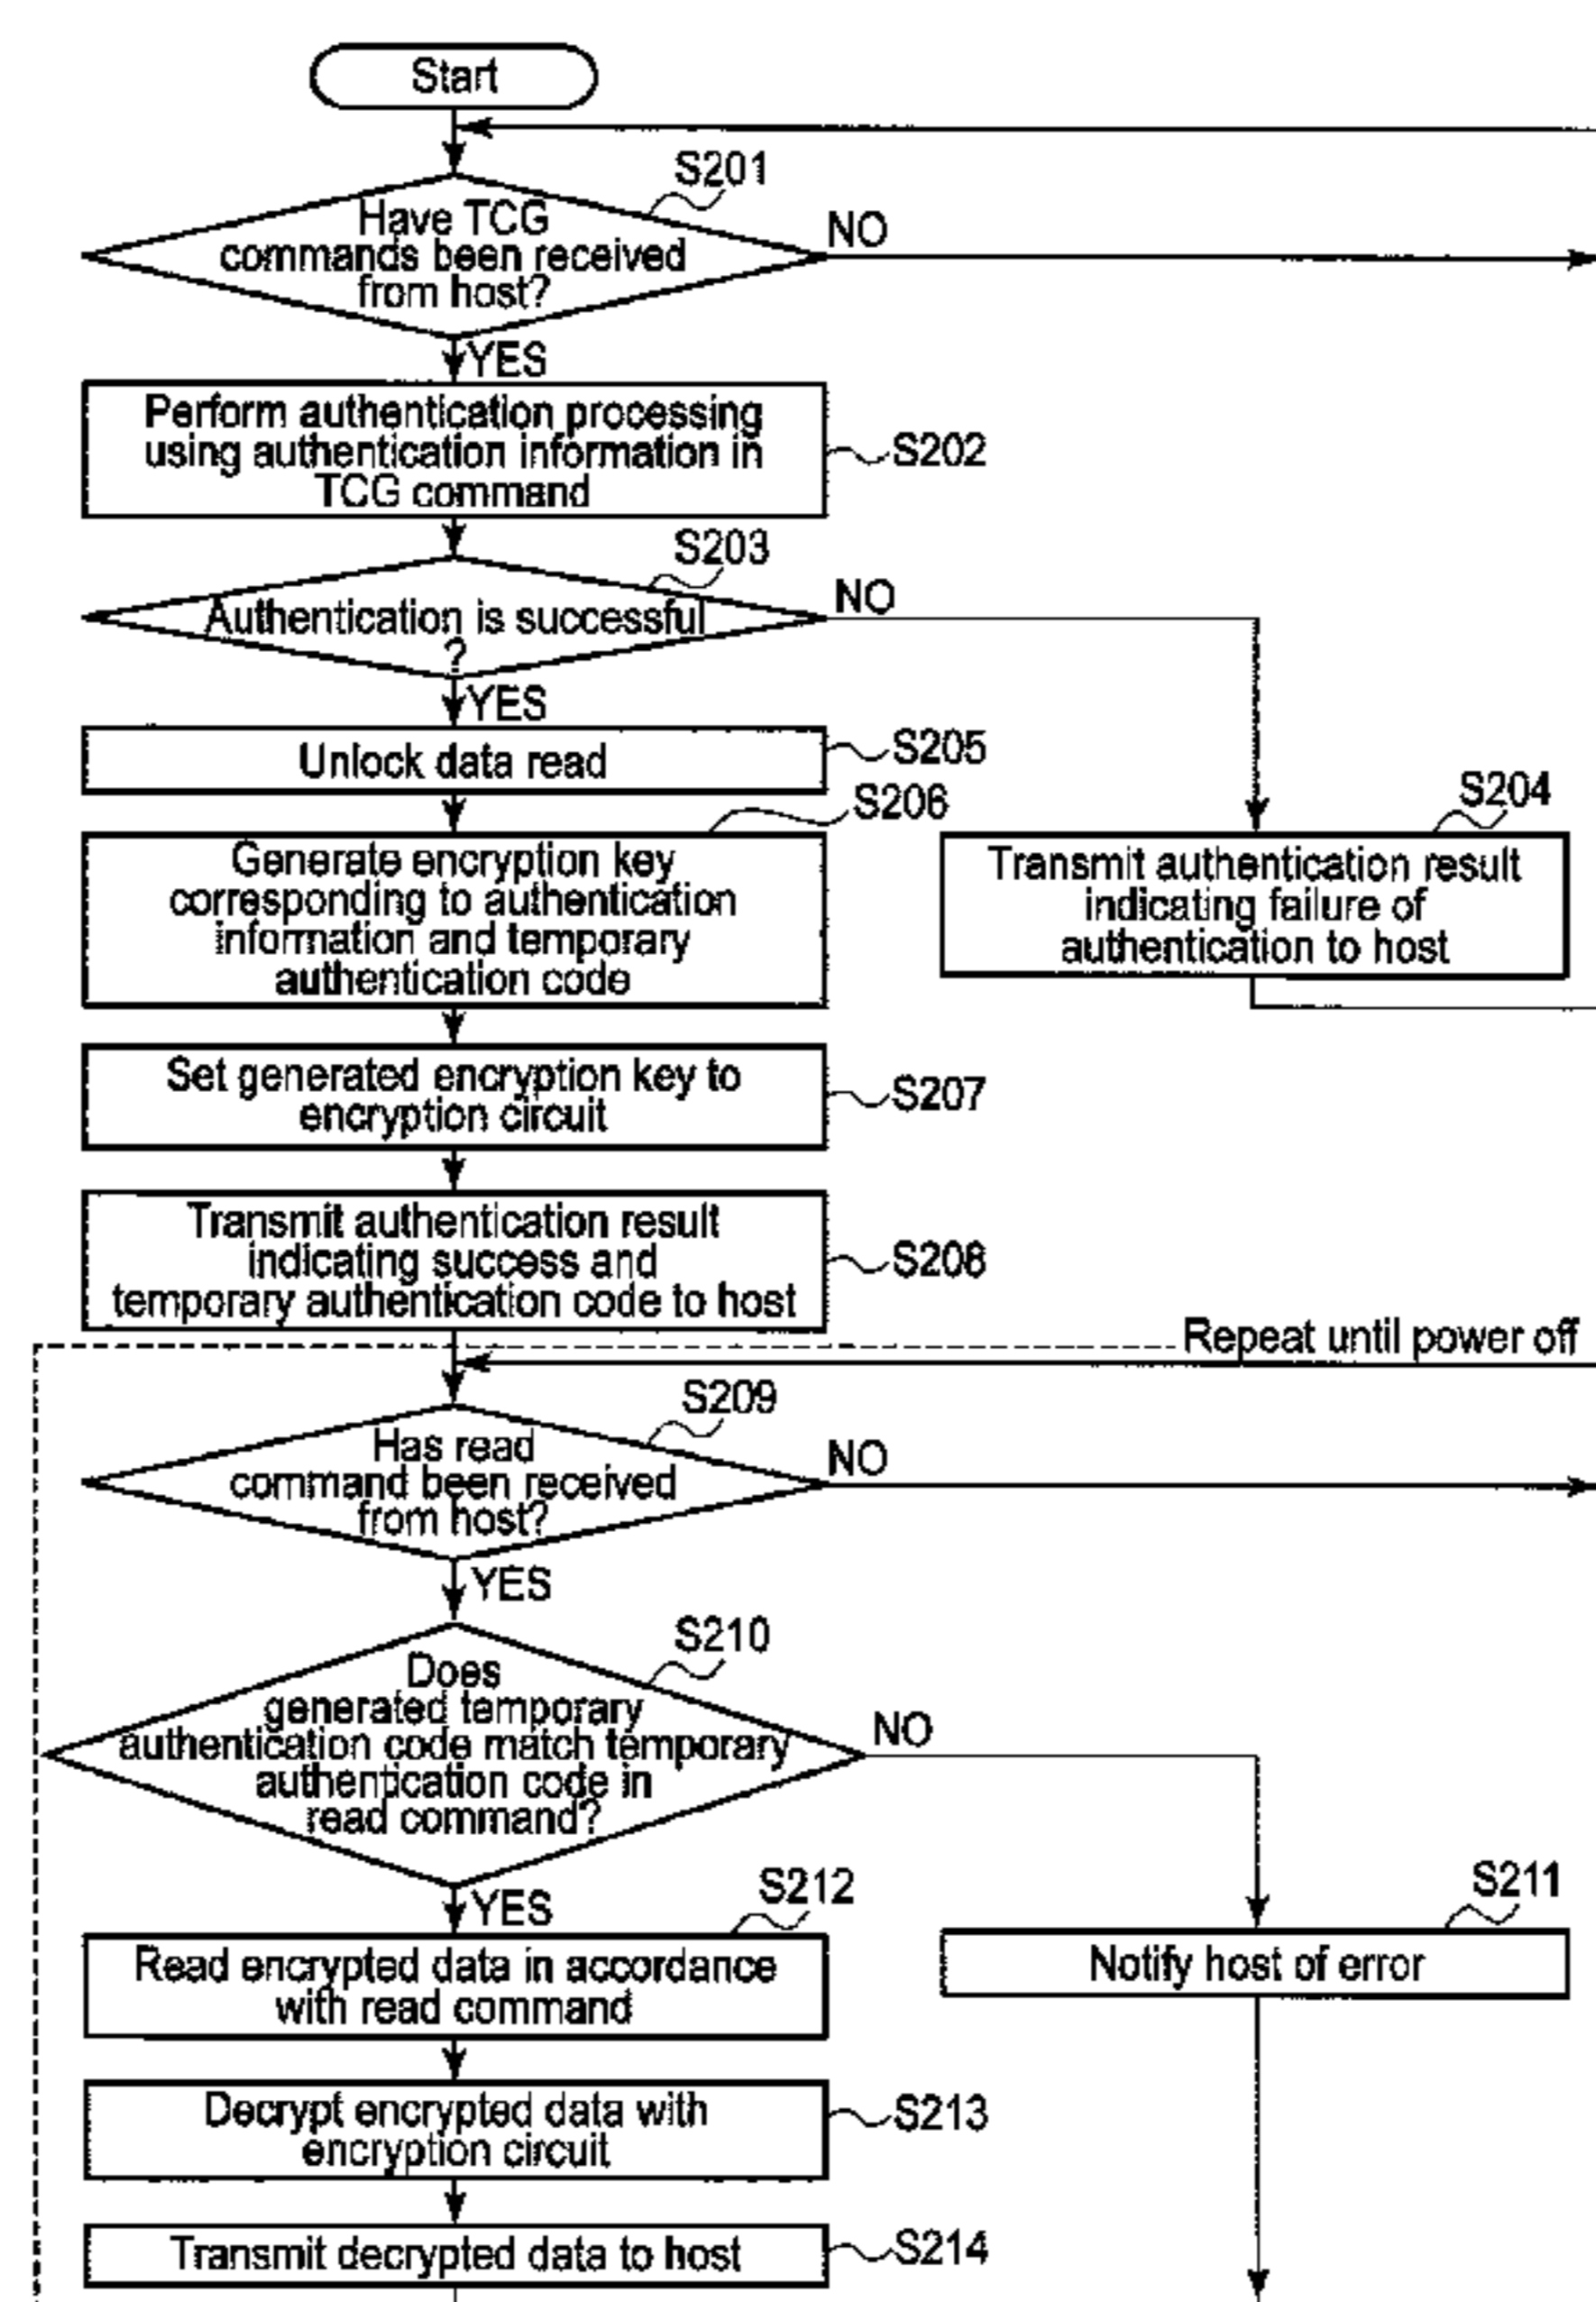 Start
S201
Have TCG
commands been received
from host?
NO
YES
Perform authentication processing
using authentication information in
TCG command
S202
S203
Authentication is successful
?
NO
YES
Unlock data read
S205
S206
Generate encryption key
corresponding to authentication
information and temporary
authentication code
S204
Transmit authentication result
indicating failure of
authentication to host
Set generated encryption key to
encryption circuit
S207
Transmit authentication result
indicating success and
temporary authentication code to host
S208
Repeat until power off
S209
Has read
command been received
from host?
NO
YES
S210
Does
generated temporary
authentication code match temporary
authentication code in
read command?
NO
YES
S212
Read encrypted data in accordance
with read command
S211
Notify host of error
Decrypt encrypted data with
encryption circuit
S213
Transmit decrypted data to host
S214